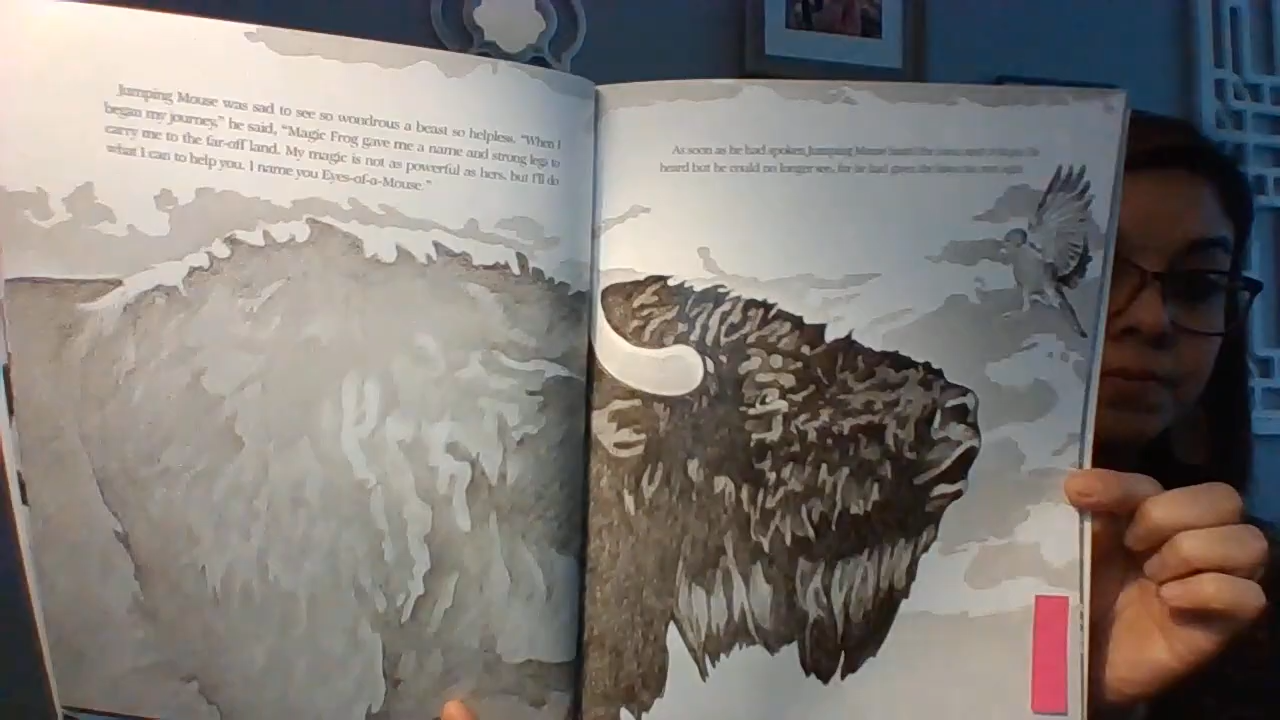 Jumping Mouse was sad to see so wondrous a beast so helpless. "When I
began my journey," he said, "Magic Frog gave me a name and strong legs to
carry me to the far-off land. My magic is not as powerful as hers, but I'll do
what I can to help you. I name you Eyes-of-a-Mouse."
As soon as he had spoken Jumping Mouse heard the
heard but he could no longer see, for he had given the